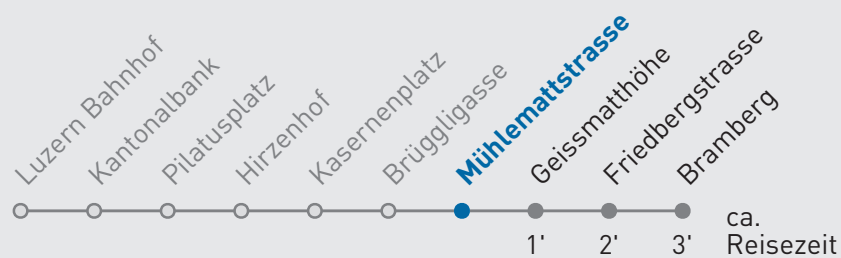 Luzern Bahnhof
Kantonalbank
Pilatusplatz
Hirzenhof
Kasernenplatz
Brüggligasse
Mühlemattstrasse
Geissmatthöhe
Friedbergstrasse
Bramberg
ca.
1' 2' 3' Reisezeit